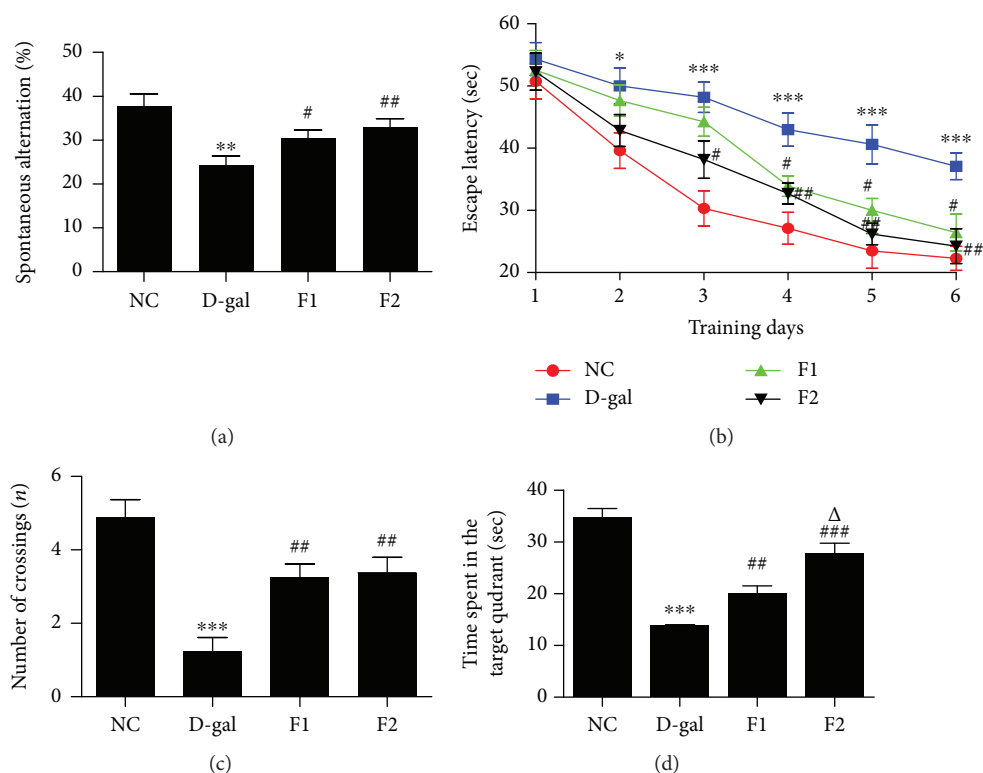 Spontaneous alternation (%)
50
40
30
20
10
0
**
#
##
NC D-gal F1 F2
(a)
Escape latency (sec)
60
50
40
30
20
*
***
***
***
***
#
#
##
#
##
#
##
1 2 3 4 5 6
Training days
NC F1
D-gal F2
(b)
Number of crossings (n)
6
4
2
0
***
##
##
NC D-gal F1 F2
(c)
Time spent in the
target qudrant (sec)
40
30
20
10
0
***
##
Δ
###
NC D-gal F1 F2
(d)